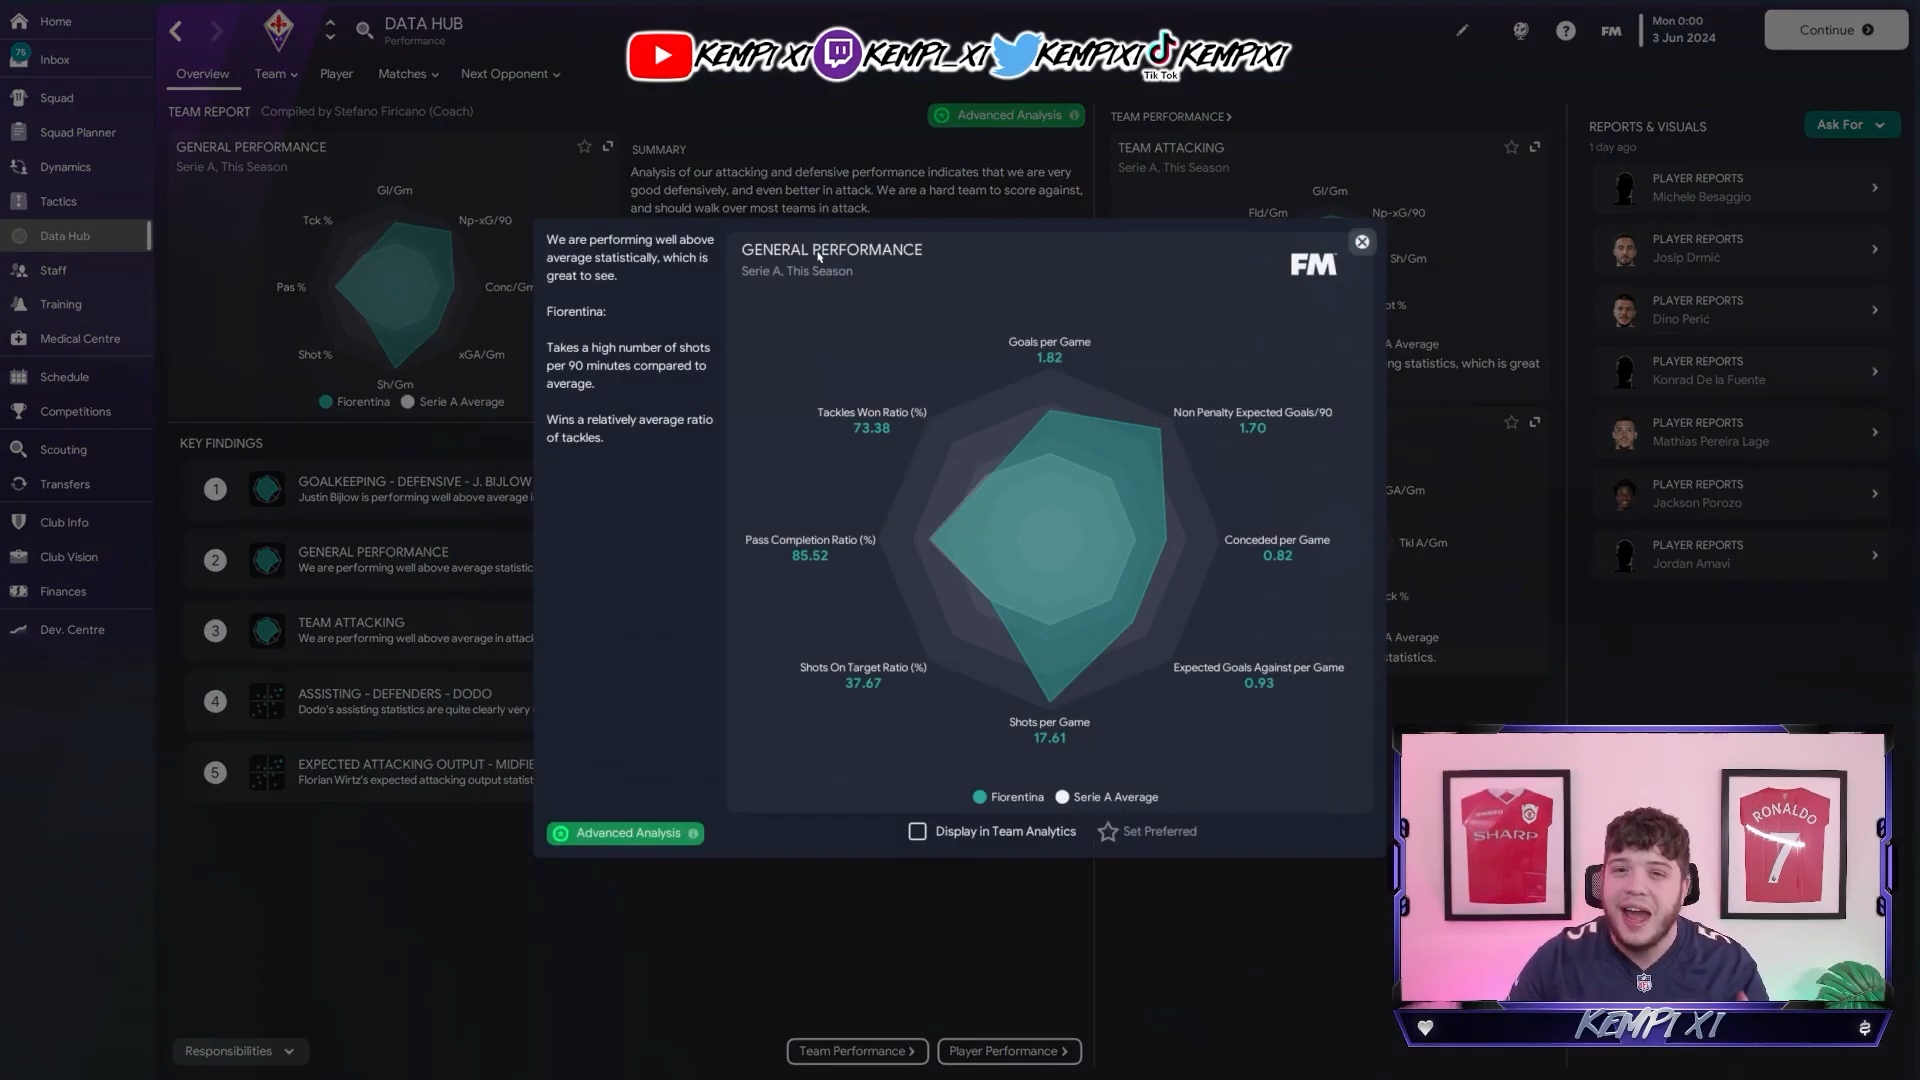 Home
75
Inbox
Squad
Squad Planner
Dynamics
Tactics
Data Hub
Staff
Training
Medical Centre
Schedule
Competitions
Scouting
Transfers
Club Info
Club Vision
Finances
Dev. Centre
DATA HUB
Performance
KEMPI XI
KEMPI_XI
KEMPIXI
Tik Tok
KEMPIXI
FM
Mon 0:00
3 Jun 2024
Continue
Overview
Team
Player
Matches
Next Opponent
TEAM REPORT Compiled by Stefano Firicano (Coach)
Advanced Analysis
GENERAL PERFORMANCE
Serie A, This Season
Gl/Gm
Tck %
Np-xG/90
Pas %
Conc/Gm
Shot %
xGA/Gm
Sh/Gm
Fiorentina
Serie A Average
SUMMARY
Analysis of our attacking and defensive performance indicates that we are very
good defensively, and even better in attack. We are a hard team to score against,
and should walk over most teams in attack.
KEY FINDINGS
1
GOALKEEPING - DEFENSIVE - J. BIJLOW
Justin Bijlow is performing well above average i
2
GENERAL PERFORMANCE
We are performing well above average statistic
3
TEAM ATTACKING
We are performing well above average in attack
4
ASSISTING - DEFENDERS - DODO
Dodo's assisting statistics are quite clearly very
5
EXPECTED ATTACKING OUTPUT - MIDFIE
Florian Wirtz's expected attacking output statist
We are performing well above
average statistically, which is
great to see.
Fiorentina:
Takes a high number of shots
per 90 minutes compared to
average.
Wins a relatively average ratio
of tackles.
Advanced Analysis
GENERAL PERFORMANCE
Serie A, This Season
FM
Goals per Game
1.82
Tackles Won Ratio (%)
73.38
Non Penalty Expected Goals/90
1.70
Pass Completion Ratio (%)
85.52
Conceded per Game
0.82
Shots On Target Ratio (%)
37.67
Expected Goals Against per Game
0.93
Shots per Game
17.61
Fiorentina
Serie A Average
Display in Team Analytics
Set Preferred
TEAM PERFORMANCE
TEAM ATTACKING
Serie A, This Season
Gl/Gm
Fld/Gm
Np-xG/90
Sh/Gm
ot %
A Average
ng statistics, which is great
GA/Gm
Tkl A/Gm
ck %
A Average
statistics.
REPORTS & VISUALS
1 day ago
Ask For
PLAYER REPORTS
Michele Besaggio
PLAYER REPORTS
Josip Drmić
PLAYER REPORTS
Dino Perić
PLAYER REPORTS
Konrad De la Fuente
PLAYER REPORTS
Mathias Pereira Lage
PLAYER REPORTS
Jackson Porozo
PLAYER REPORTS
Jordan Amavi
Responsibilities
Team Performance
Player Performance
SHARP
RONALDO
7
NFL
KEMPI XI